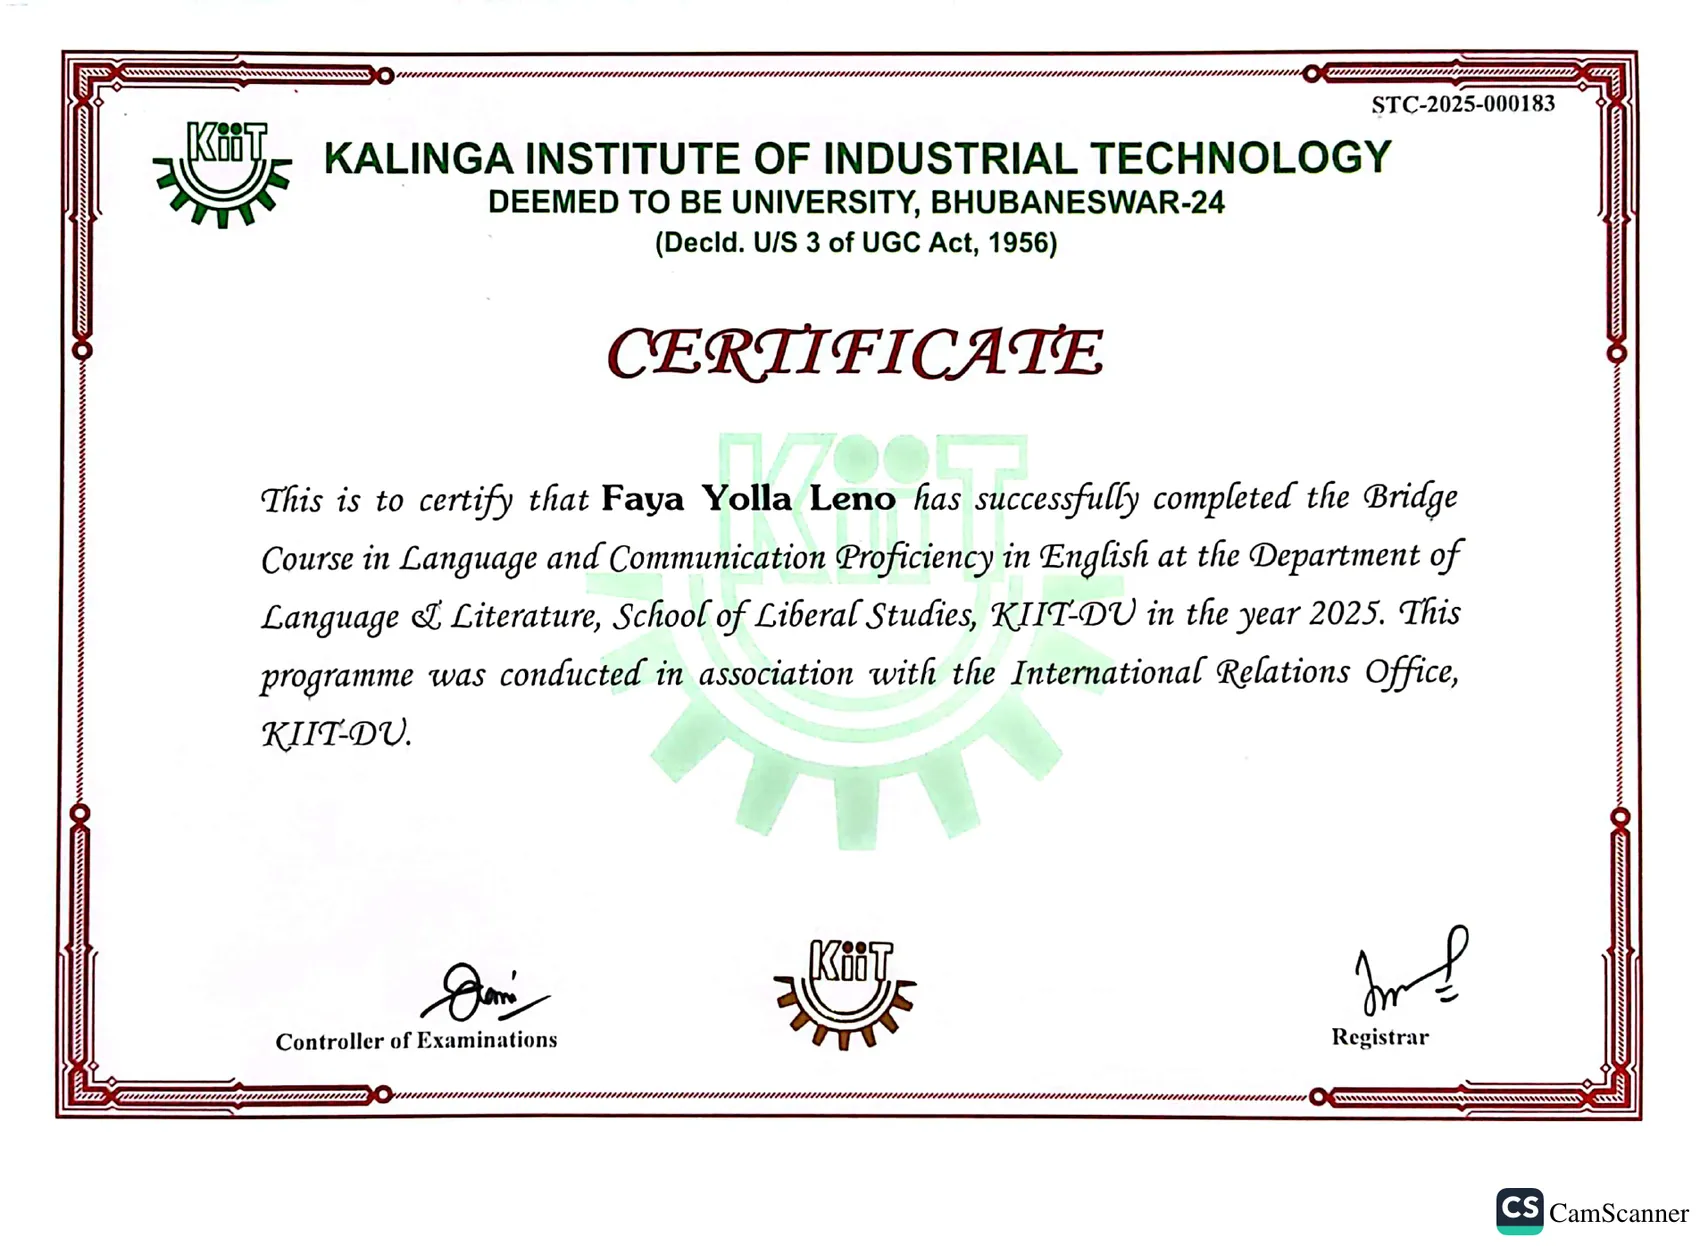 STC-2025-000183
KiiT
KALINGA INSTITUTE OF INDUSTRIAL TECHNOLOGY
DEEMED TO BE UNIVERSITY, BHUBANESWAR-24
(Decld. U/S 3 of UGC Act, 1956)
CERTIFICATE
KiiT
This is to certify that Faya Yolla Leno has successfully completed the Bridge
Course in Language and Communication Proficiency in English at the Department of
Language & Literature, School of Liberal Studies, KIIT-DU in the year 2025. This
programme was conducted in association with the International Relations Office,
KIIT-DU.
KiiT
Controller of Examinations
Registrar
CS CamScanner